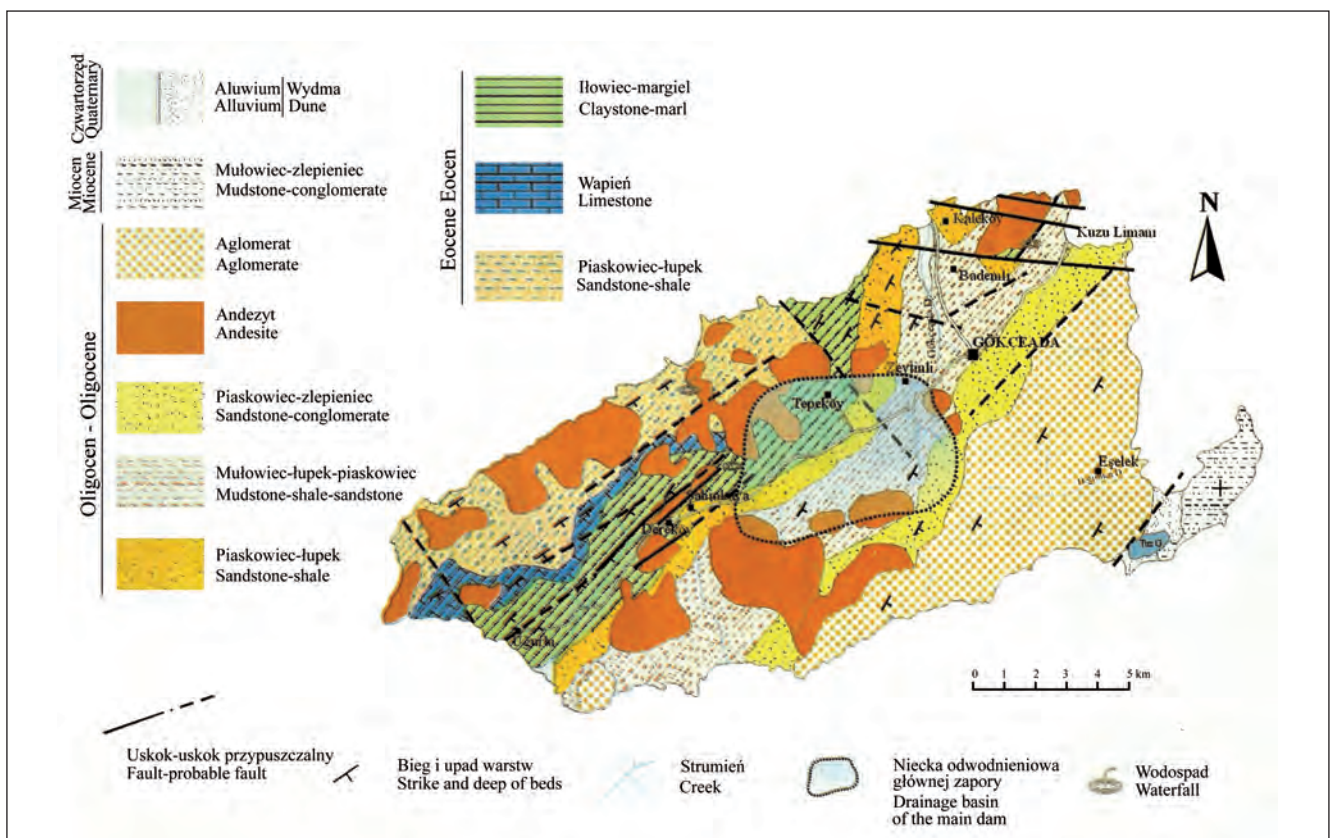 Czwartorzęd
Quaternary
Aluwium Wydma
Alluvium Dune
Miocen
Miocene
Mułowiec-zlepieniec
Mudstone-conglomerate
Oligocen - Oligocene
Aglomerat
Aglomerate
Andezyt
Andesite
Piaskowiec-zlepieniec
Sandstone-conglomerate
Mułowiec-łupek-piaskowiec
Mudstone-shale-sandstone
Piaskowiec-łupek
Sandstone-shale
Eocene Eocen
Iłowiec-margiel
Claystone-marl
Wapień
Limestone
Piaskowiec-łupek
Sandstone-shale
N
Kaleköy
Kuzu Limanı
Bademli
GÖKÇEADA
Zeytinli
Tepeköy
Eşelek
Dereköy
Tuz G.
Uğurlu
0 1 2 3 4 5 km
Uskok-uskok przypuszczalny
Fault-probable fault
Bieg i upad warstw
Strike and deep of beds
Strumień
Creek
Niecka odwodnieniowa
głównej zapory
Drainage basin
of the main dam
Wodospad
Waterfall